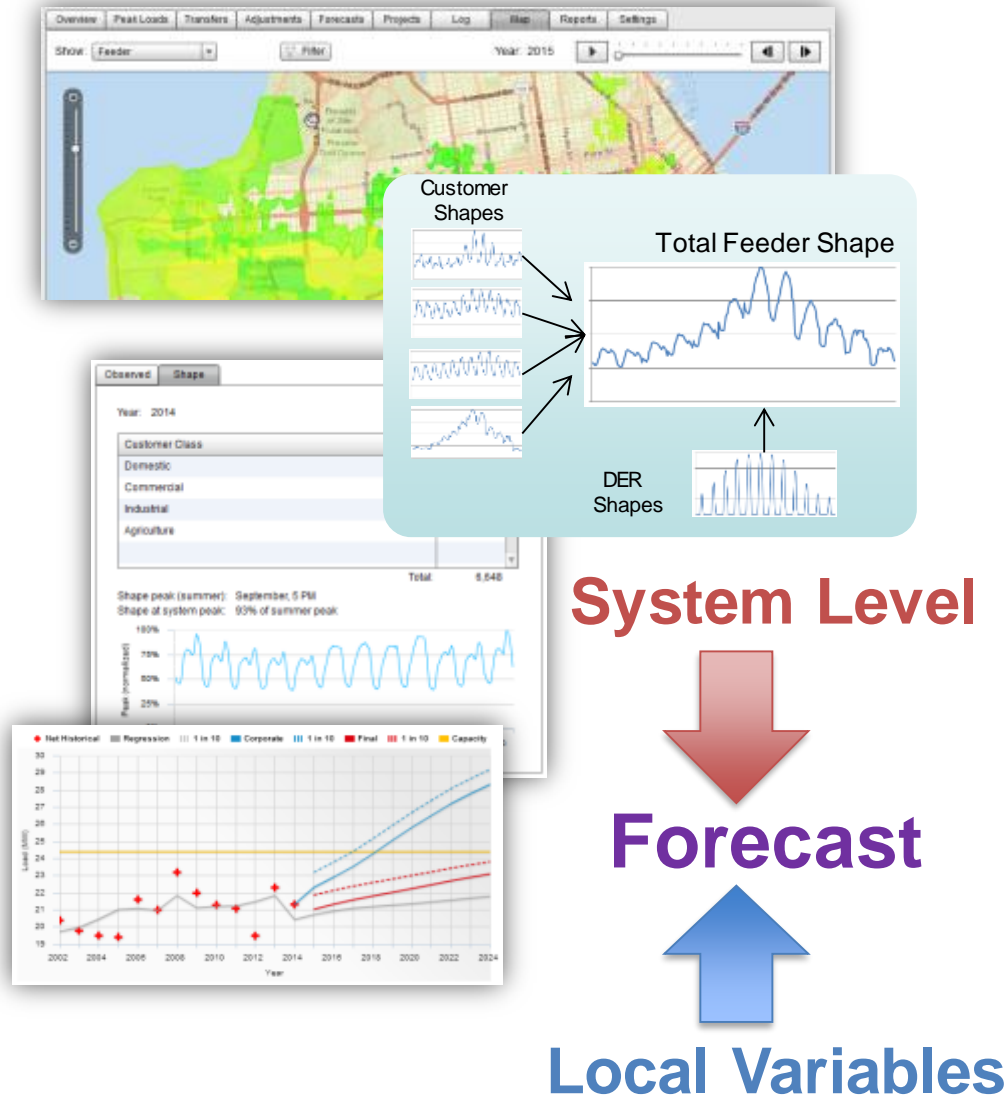 Overview Peak Loads Transfers Adjustments Forecasts Projects Log Map Reports Settings
Show: Feeder Filter Year: 2015
Customer
Shapes
Total Feeder Shape
DER
Shapes
Observed Shape
Year: 2014
Customer Class
Domestic
Commercial
Industrial
Agriculture
Total: 6,648
Shape peak (summer): September, 5 PM
Shape at system peak: 93% of summer peak
100%
75%
50%
25%
Peak (normalized)
Net Historical Regression 1 in 10 Corporate 1 in 10 Final 1 in 10 Capacity
30
29
28
27
26
25
24
23
22
21
20
19
Load (MW)
2002 2004 2006 2008 2010 2012 2014 2016 2018 2020 2022 2024
Year
System Level
Forecast
Local Variables